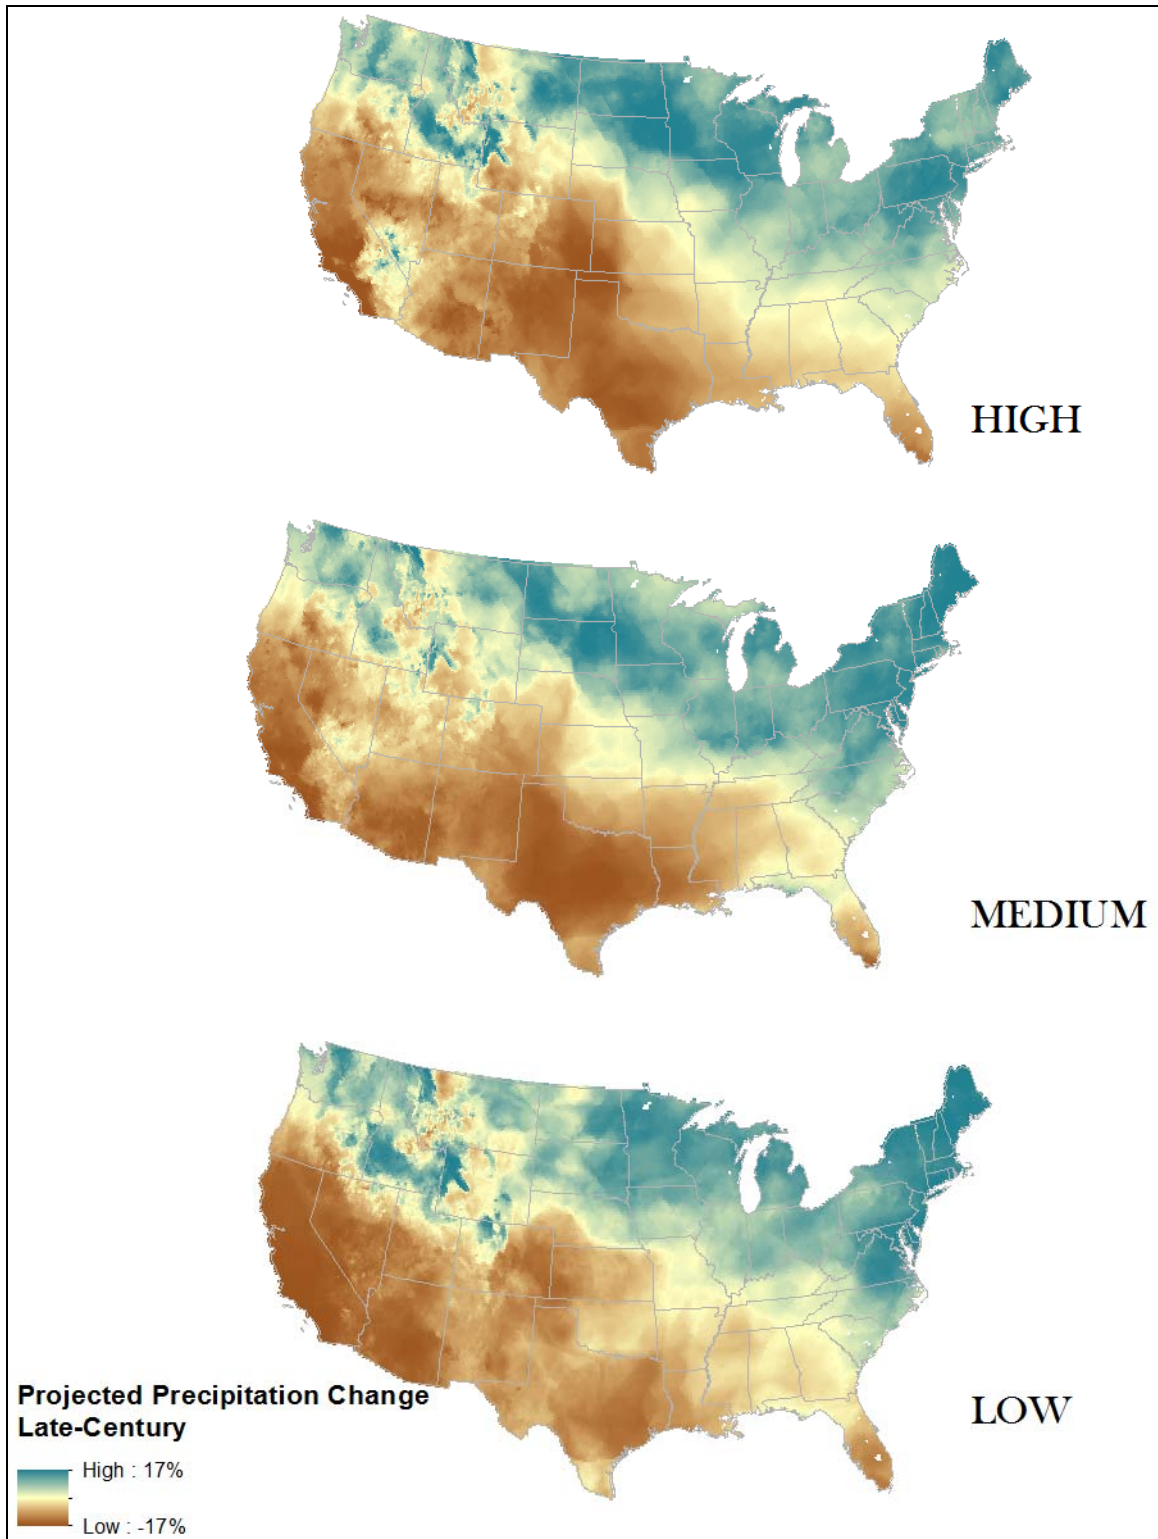 HIGH
MEDIUM
LOW
Projected Precipitation Change
Late-Century
High : 17%
Low : -17%